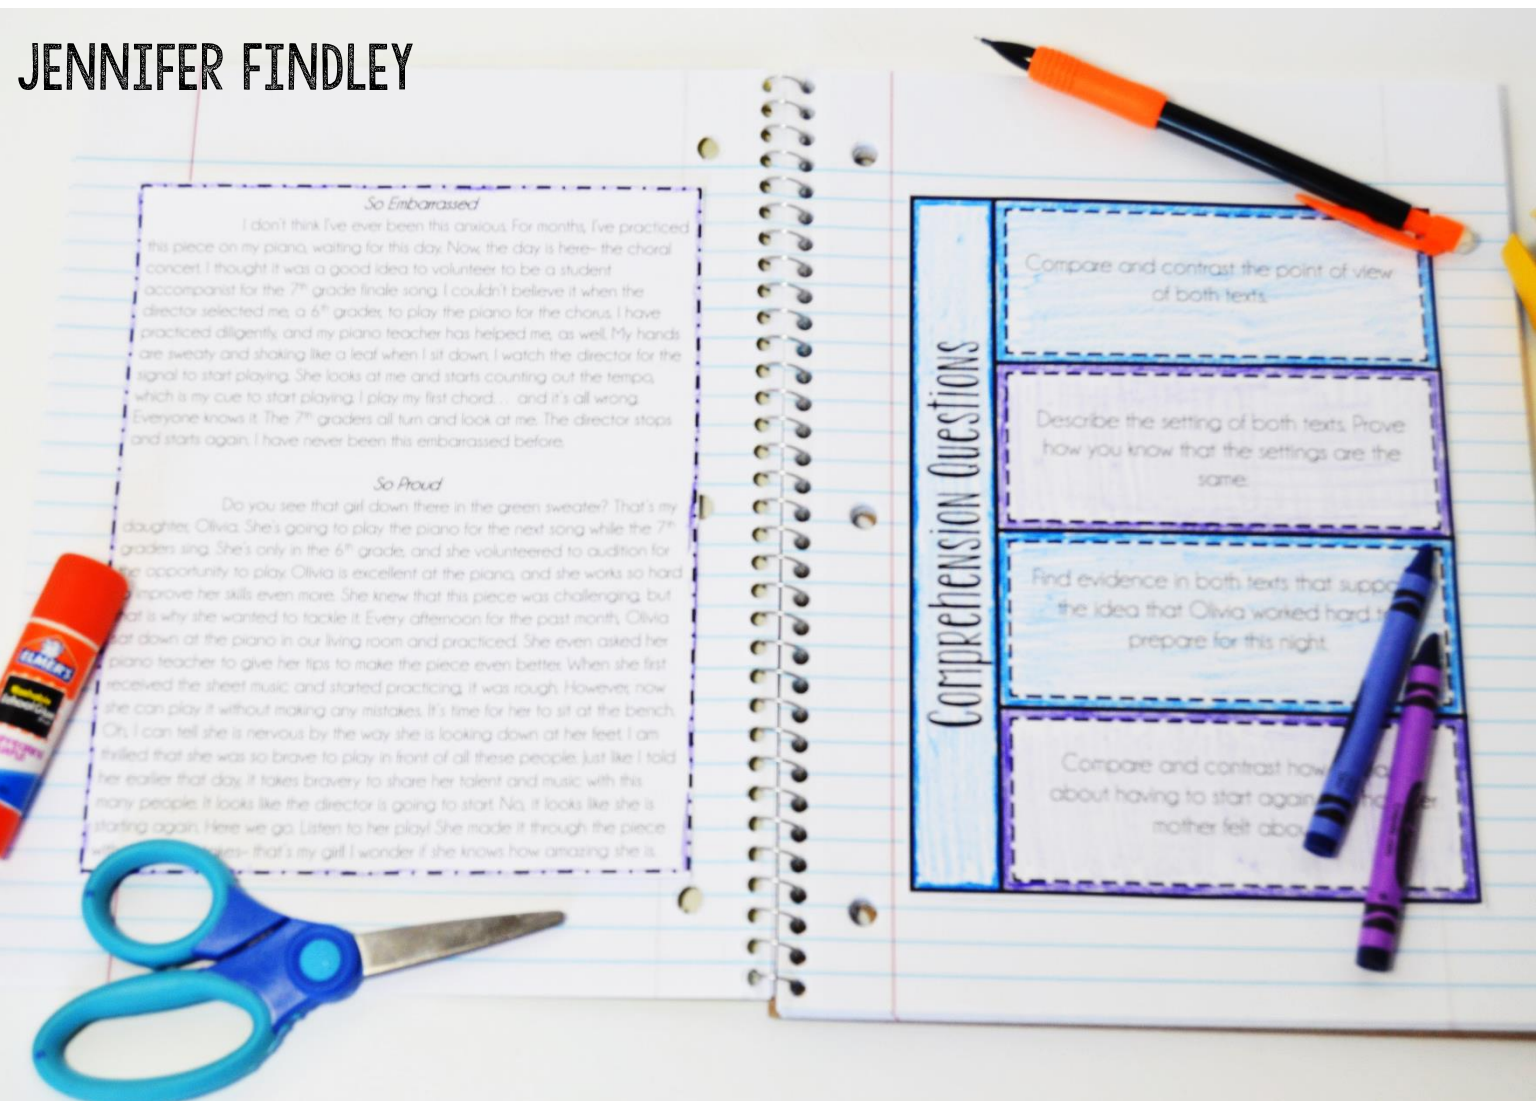 JENNIFER FINDLEY
So Embarrassed
I don't think I've ever been this anxious. For months, I've practiced
this piece on my piano, waiting for this day. Now, the day is here- the choral
concert. I thought it was a good idea to volunteer to be a student
accompanist for the 7th grade finale song. I couldn't believe it when the
director selected me, a 6th grader, to play the piano for the chorus. I have
practiced diligently, and my piano teacher has helped me, as well. My hands
are sweaty and shaking like a leaf when I sit down. I watch the director for the
signal to start playing. She looks at me and starts counting out the tempo,
which is my cue to start playing. I play my first chord. . . and it's all wrong.
Everyone knows it. The 7th graders all turn and look at me. The director stops
and starts again. I have never been this embarrassed before.
So Proud
Do you see that girl down there in the green sweater? That's my
daughter, Olivia. She's going to play the piano for the next song while the 7th
graders sing. She's only in the 6th grade, and she volunteered to audition for
opportunity to play. Olivia is excellent at the piano, and she works so hard
improve her skills even more. She knew that this piece was challenging, but
is why she wanted to tackle it. Every afternoon for the past month, Olivia
sat down at the piano in our living room and practiced. She even asked her
piano teacher to give her tips to make the piece even better. When she first
received the sheet music and started practicing, it was rough. However, now
she can play it without making any mistakes. It's time for her to sit at the bench.
Oh, I can tell she is nervous by the way she is looking down at her feet. I am
thrilled that she was so brave to play in front of all these people. Just like I told
her earlier that day, it takes bravery to share her talent and music with this
many people. It looks like the director is going to start. No, it looks like she is
starting again. Here we go. Listen to her play! She made it through the piece
that's my girl! I wonder if she knows how amazing she is.
ELMER'S
Washable
School Glue
Comprehension Questions
Compare and contrast the point of view
of both texts.
Describe the setting of both texts. Prove
how you know that the settings are the
same.
Find evidence in both texts that suppo
the idea that Olivia worked hard t
prepare for this night.
Compare and contrast how
about having to start again
mother felt abou